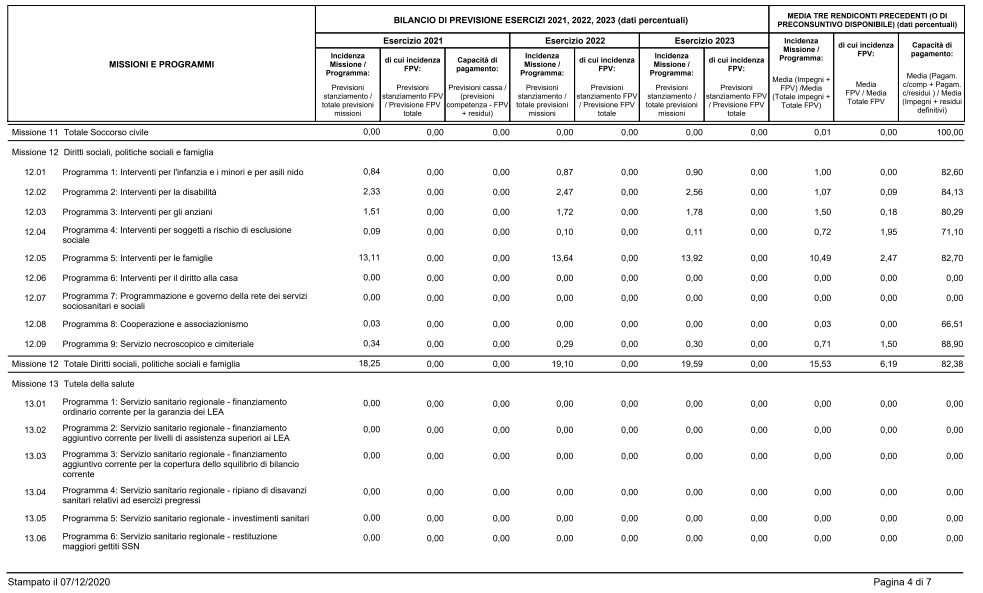 MISSIONI E PROGRAMMI
BILANCIO DI PREVISIONE ESERCIZI 2021, 2022, 2023 (dati percentuali)
MEDIA TRE RENDICONTI PRECEDENTI (O DI PRECONSUNTIVO DISPONIBILE) (dati percentuali)
Esercizio 2021 Esercizio 2022 Esercizio 2023
Incidenza Missione / Programma: Previsioni stanziamento / totale previsioni missioni
di cui incidenza FPV: Previsioni stanziamento FPV / Previsione FPV totale
Capacità di pagamento: Previsioni cassa / (previsioni competenza - FPV + residui)
Incidenza Missione / Programma: Previsioni stanziamento / totale previsioni missioni
di cui incidenza FPV: Previsioni stanziamento FPV / Previsione FPV totale
Incidenza Missione / Programma: Previsioni stanziamento / totale previsioni missioni
di cui incidenza FPV: Previsioni stanziamento FPV / Previsione FPV totale
Incidenza Missione / Programma: Media (Impegni + FPV) /Media (Totale impegni + Totale FPV)
di cui incidenza FPV: Media FPV / Media Totale FPV
Capacità di pagamento: Media (Pagam. c/comp + Pagam. c/residui ) / Media (Impegni + residui definitivi)
Missione 11 Totale Soccorso civile 0,00 0,00 0,00 0,00 0,00 0,00 0,00 0,01 0,00 100,00
Missione 12 Diritti sociali, politiche sociali e famiglia
12.01 Programma 1: Interventi per l'infanzia e i minori e per asili nido 0,84 0,00 0,00 0,87 0,00 0,90 0,00 1,00 0,00 82,60
12.02 Programma 2: Interventi per la disabilità 2,33 0,00 0,00 2,47 0,00 2,56 0,00 1,07 0,09 84,13
12.03 Programma 3: Interventi per gli anziani 1,51 0,00 0,00 1,72 0,00 1,78 0,00 1,50 0,18 80,29
12.04 Programma 4: Interventi per soggetti a rischio di esclusione 0,09 0,00 0,00 0,10 0,00 0,11 0,00 0,72 1,95 71,10
sociale
12.05 Programma 5: Interventi per le famiglie 13,11 0,00 0,00 13,64 0,00 13,92 0,00 10,49 2,47 82,70
12.06 Programma 6: Interventi per il diritto alla casa 0,00 0,00 0,00 0,00 0,00 0,00 0,00 0,00 0,00 0,00
12.07 Programma 7: Programmazione e governo della rete dei servizi 0,00 0,00 0,00 0,00 0,00 0,00 0,00 0,00 0,00 0,00
sociosanitari e sociali
12.08 Programma 8: Cooperazione e associazionismo 0,03 0,00 0,00 0,00 0,00 0,00 0,00 0,03 0,00 66,51
12.09 Programma 9: Servizio necroscopico e cimiteriale 0,34 0,00 0,00 0,29 0,00 0,30 0,00 0,71 1,50 88,90
Missione 12 Totale Diritti sociali, politiche sociali e famiglia 18,25 0,00 0,00 19,10 0,00 19,59 0,00 15,53 6,19 82,38
Missione 13 Tutela della salute
13.01 Programma 1: Servizio sanitario regionale - finanziamento 0,00 0,00 0,00 0,00 0,00 0,00 0,00 0,00 0,00 0,00
ordinario corrente per la garanzia dei LEA
13.02 Programma 2: Servizio sanitario regionale - finanziamento 0,00 0,00 0,00 0,00 0,00 0,00 0,00 0,00 0,00 0,00
aggiuntivo corrente per livelli di assistenza superiori ai LEA
13.03 Programma 3: Servizio sanitario regionale - finanziamento 0,00 0,00 0,00 0,00 0,00 0,00 0,00 0,00 0,00 0,00
aggiuntivo corrente per la copertura dello squilibrio di bilancio
corrente
13.04 Programma 4: Servizio sanitario regionale - ripiano di disavanzi 0,00 0,00 0,00 0,00 0,00 0,00 0,00 0,00 0,00 0,00
sanitari relativi ad esercizi pregressi
13.05 Programma 5: Servizio sanitario regionale - investimenti sanitari 0,00 0,00 0,00 0,00 0,00 0,00 0,00 0,00 0,00 0,00
13.06 Programma 6: Servizio sanitario regionale - restituzione 0,00 0,00 0,00 0,00 0,00 0,00 0,00 0,00 0,00 0,00
maggiori gettiti SSN
Stampato il 07/12/2020 Pagina 4 di 7